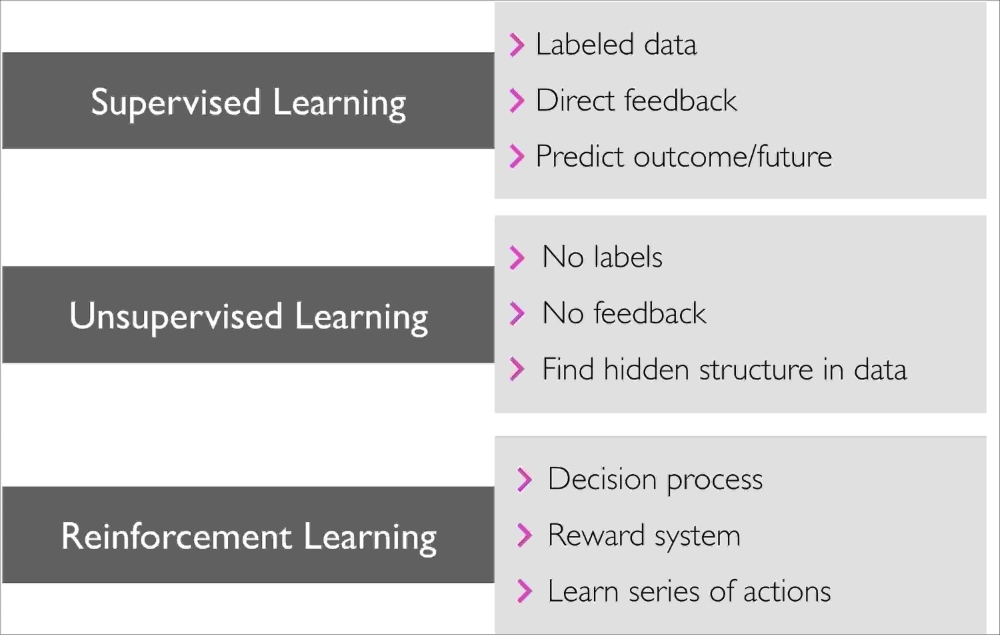 Supervised Learning
Labeled data
Direct feedback
Predict outcome/future
Unsupervised Learning
No labels
No feedback
Find hidden structure in data
Reinforcement Learning
Decision process
Reward system
Learn series of actions